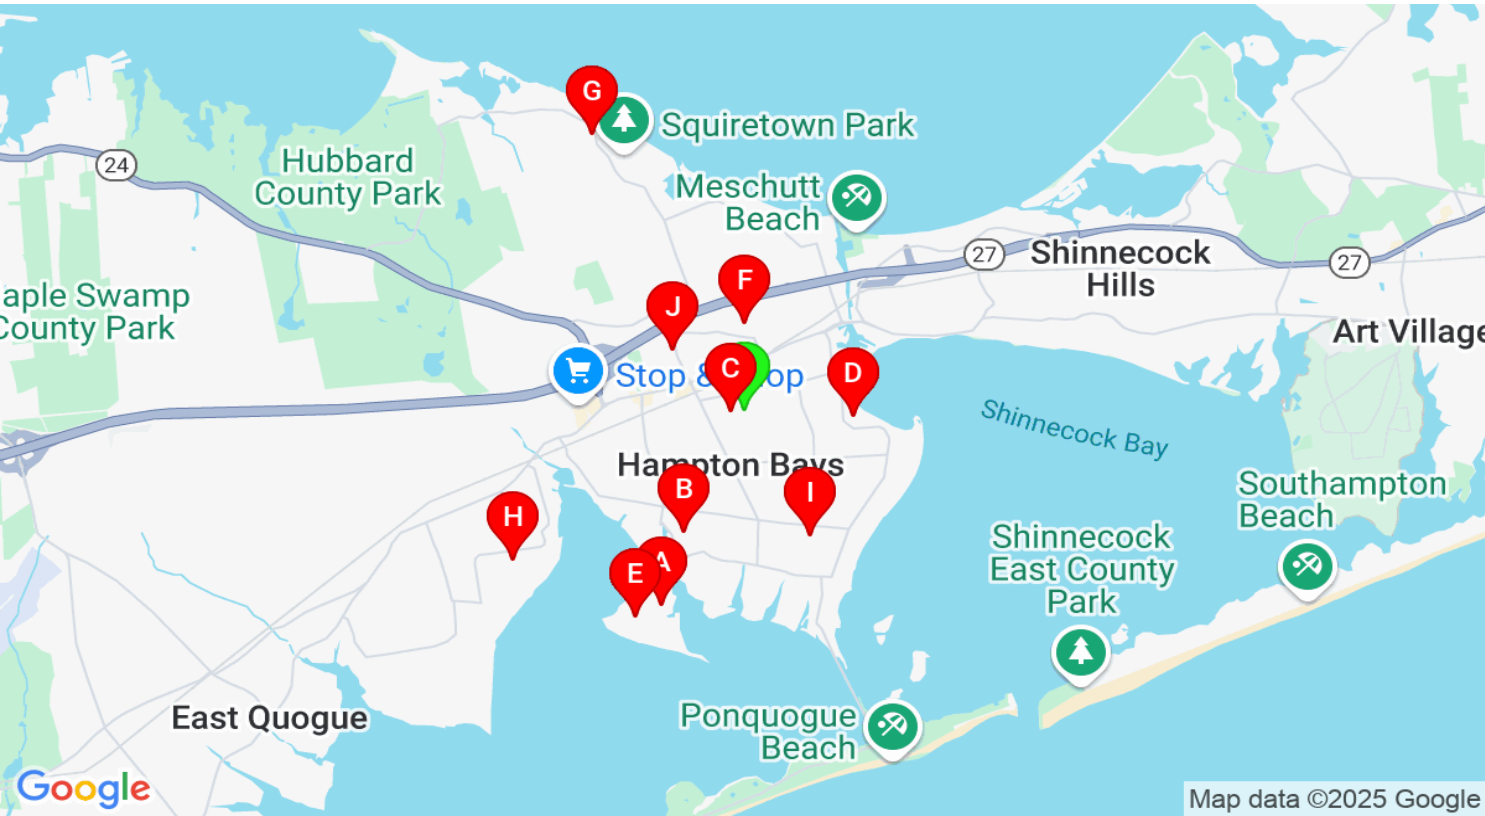 G
Squiretown Park
24
Hubbard
County Park
Meschutt
Beach
27
Shinnecock
Hills
27
F
J
aple Swamp
County Park
Art Village
C
D
Stop & Shop
Shinnecock Bay
Hampton Bays
B
I
H
Southampton
Beach
Shinnecock
East County
Park
A
E
East Quogue
Ponquogue
Beach
Google
Map data ©2025 Google